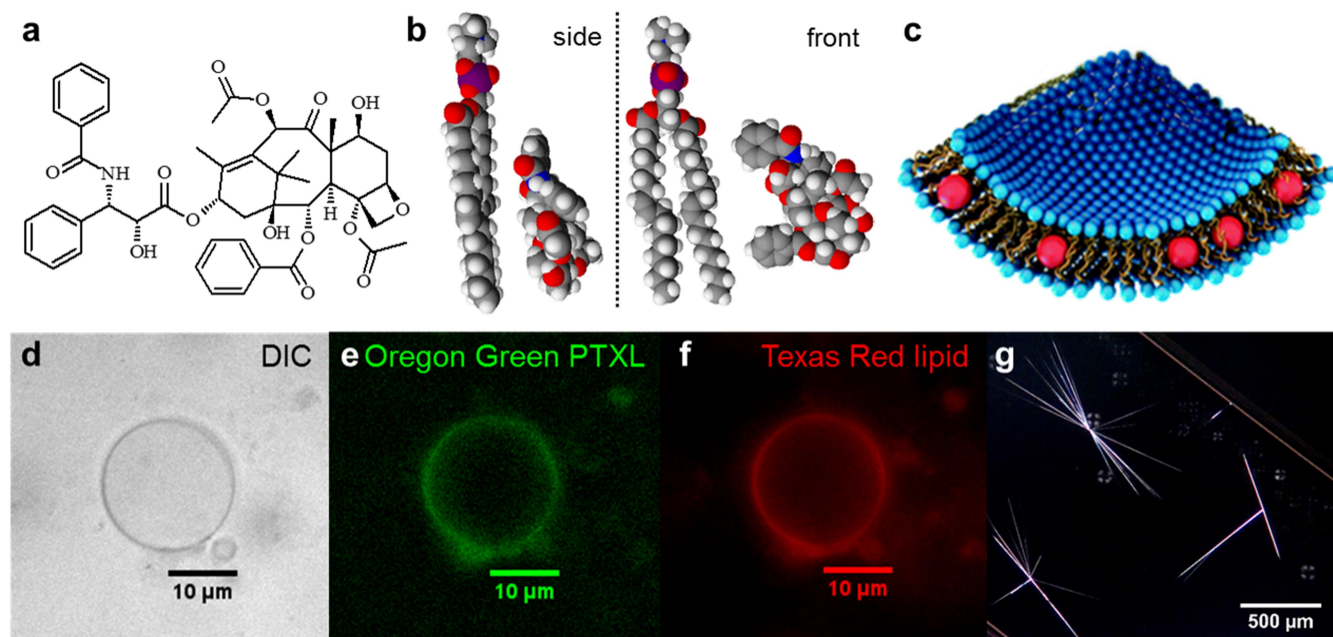 a
b
side
front
c
O
O
O
OH
O
NH
O
O
O
H
OH
O
O
OH
O
O
d
DIC
10 µm
e
Oregon Green PTXL
10 µm
f
Texas Red lipid
10 µm
g
500 µm